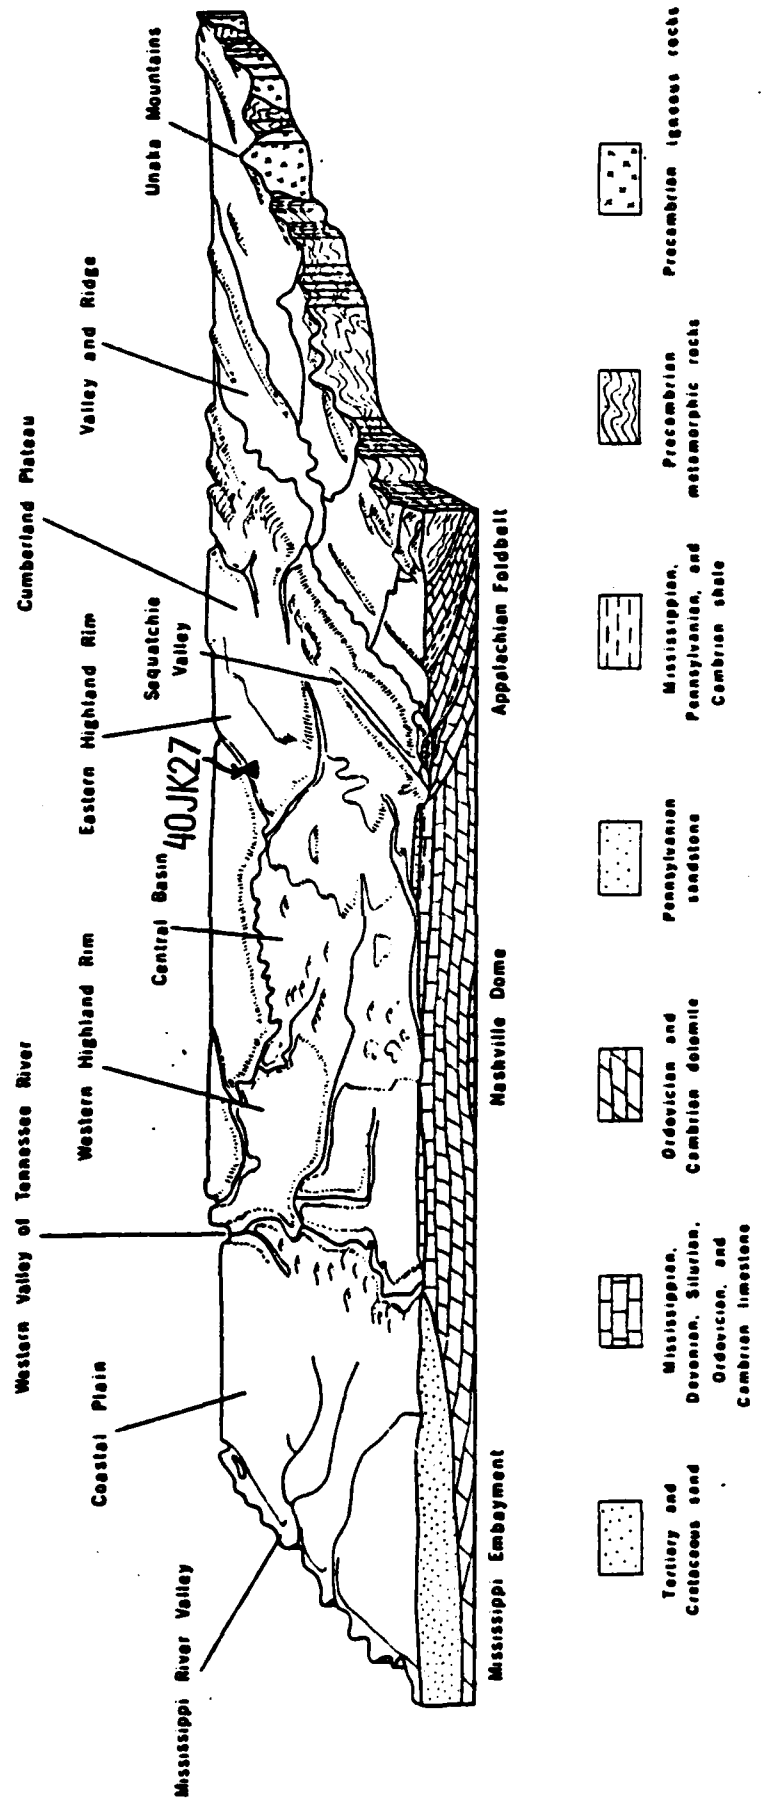 Mississippi River Valley
Coastal Plain
Western Valley of Tennessee River
Western Highland Rim
Central Basin
40JK27
Eastern Highland Rim
Sequatchie
Valley
Cumberland Plateau
Valley and Ridge
Unaka Mountains
Mississippi Embayment
Nashville Dome
Appalachian Foldbelt
Tertiary and
Cretaceous sand
Mississippian,
Devonian, Silurian,
Ordovician, and
Cambrian limestone
Ordovician and
Cambrian dolomite
Pennsylvanian
sandstone
Mississippian,
Pennsylvanian, and
Cambrian shale
Precambrian
metamorphic rocks
Precambrian igneous rocks